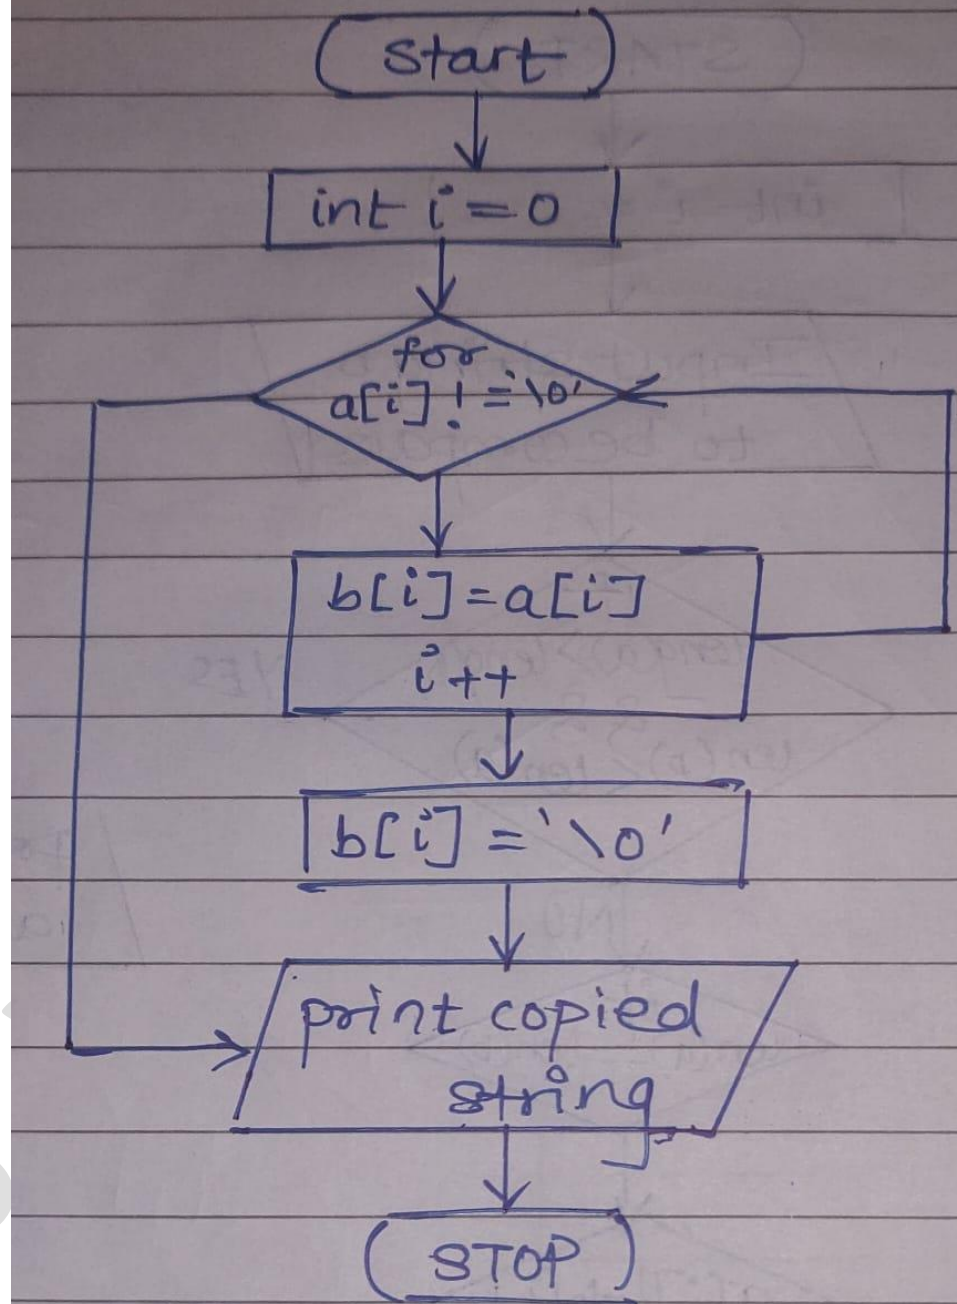 start
int i = 0
for
a[i] != '\0'
b[i] = a[i]
i++
b[i] = '\0'
print copied
string
STOP